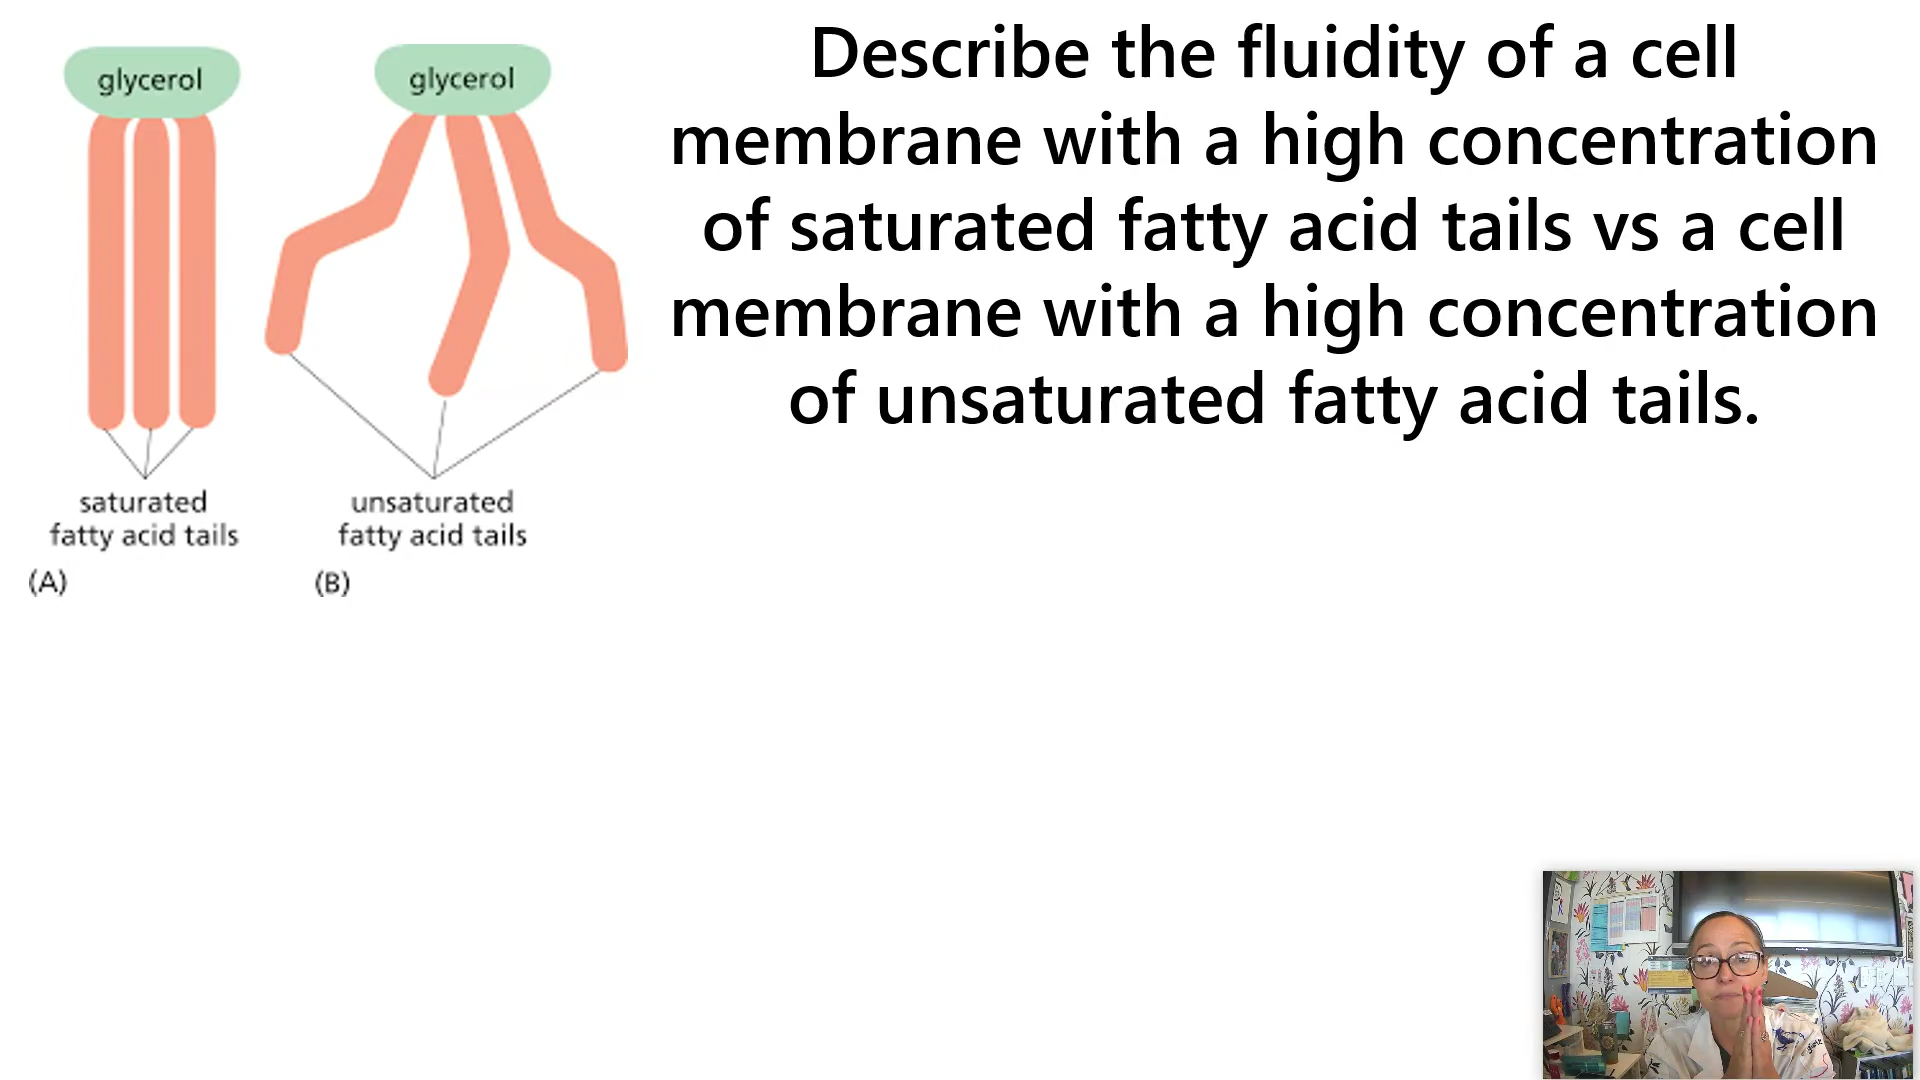 glycerol
glycerol
saturated
fatty acid tails
unsaturated
fatty acid tails
(A)
(B)
Describe the fluidity of a cell
membrane with a high concentration
of saturated fatty acid tails vs a cell
membrane with a high concentration
of unsaturated fatty acid tails.